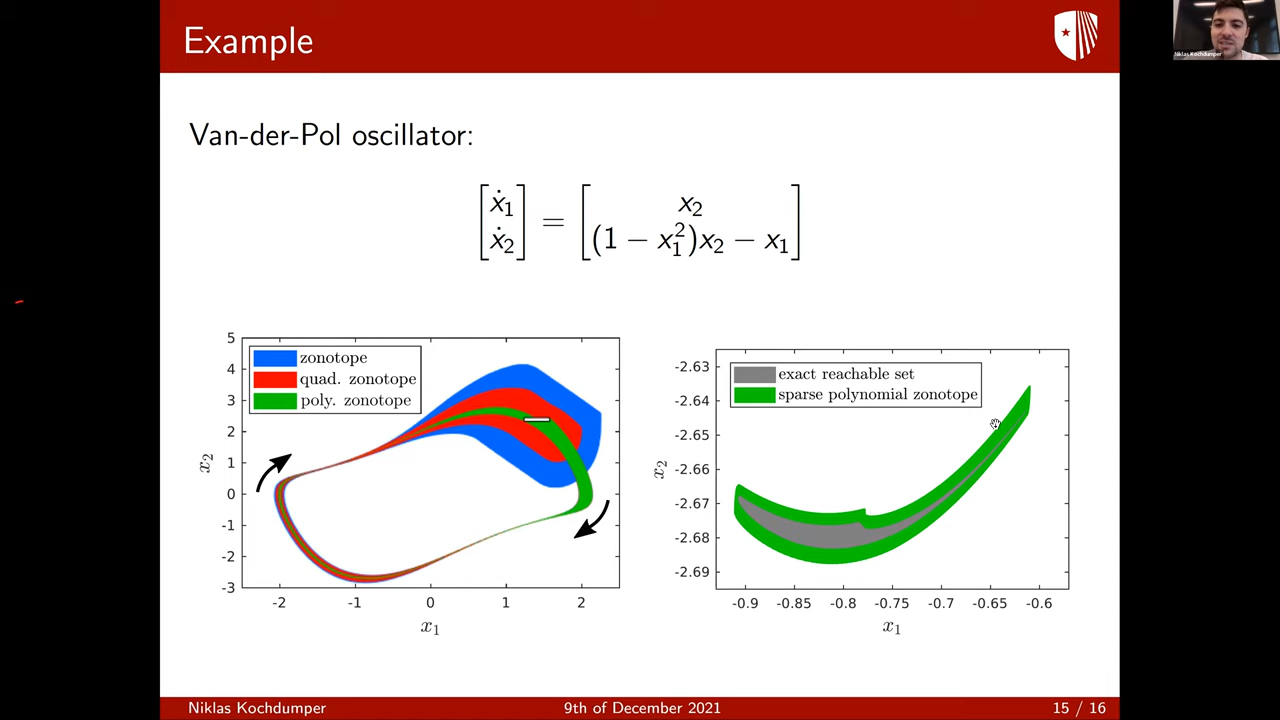 Example
Niklas Kochdumper
Van-der-Pol oscillator:
[ẋ₁ ẋ₂] = [x₂ (1 − x₁²)x₂ − x₁]
5
4
3
2
1
0
-1
-2
-3
x₂
zonotope
quad. zonotope
poly. zonotope
-2 -1 0 1 2
x₁
-2.63
-2.64
-2.65
-2.66
-2.67
-2.68
-2.69
x₂
exact reachable set
sparse polynomial zonotope
-0.9 -0.85 -0.8 -0.75 -0.7 -0.65 -0.6
x₁
Niklas Kochdumper 9th of December 2021 15 / 16